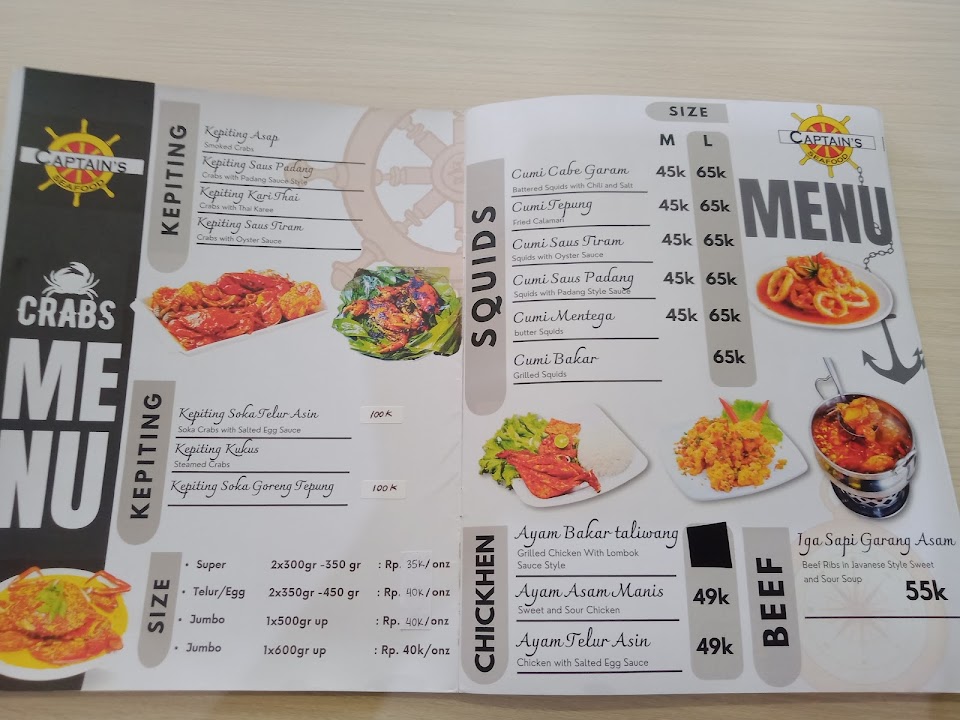 CAPTAIN'S
SEAFOOD
CRABS
ME
NU
KEPITING
Kepiting Asap
Smoked Crabs
Kepiting Saus Padang
Crabs with Padang Sauce Style
Kepiting Kari Thai
Crabs with Thai Karee
Kepiting Saus Tiram
Crabs with Oyster Sauce
KEPITING
Kepiting Soka Telur Asin 100K
Soka Crabs with Salted Egg Sauce
Kepiting Kukus
Steamed Crabs
Kepiting Soka Goreng Tepung 100K
SIZE
• Super 2x300gr -350 gr : Rp. 35K/onz
• Telur/Egg 2x350gr -450 gr : Rp. 40K/onz
• Jumbo 1x500gr up : Rp. 40K/onz
• Jumbo 1x600gr up : Rp. 40k/onz
SIZE
M L
SQUIDS
Cumi Cabe Garam 45k 65k
Battered Squids with Chili and Salt
Cumi Tepung 45k 65k
Fried Calamari
Cumi Saus Tiram 45k 65k
Squids with Oyster Sauce
Cumi Saus Padang 45k 65k
Squids with Padang Style Sauce
Cumi Mentega 45k 65k
butter Squids
Cumi Bakar 65k
Grilled Squids
CAPTAIN'S
SEAFOOD
MENU
CHICKHEN
Ayam Bakar taliwang
Grilled Chicken With Lombok
Sauce Style
Ayam Asam Manis 49k
Sweet and Sour Chicken
Ayam Telur Asin 49k
Chicken with Salted Egg Sauce
BEEF
Iga Sapi Garang Asam
Beef Ribs in Javanese Style Sweet
and Sour Soup
55k